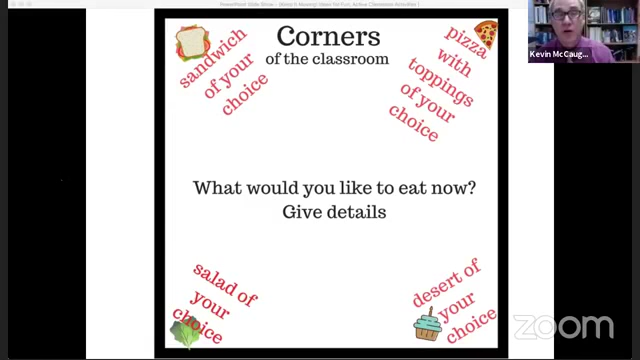 Corners
of the classroom
sandwich
of your
choice
pizza
with
toppings
of your
choice
What would you like to eat now?
Give details
salad of
your
choice
desert of
your
choice
Kevin McCaug...
zoom